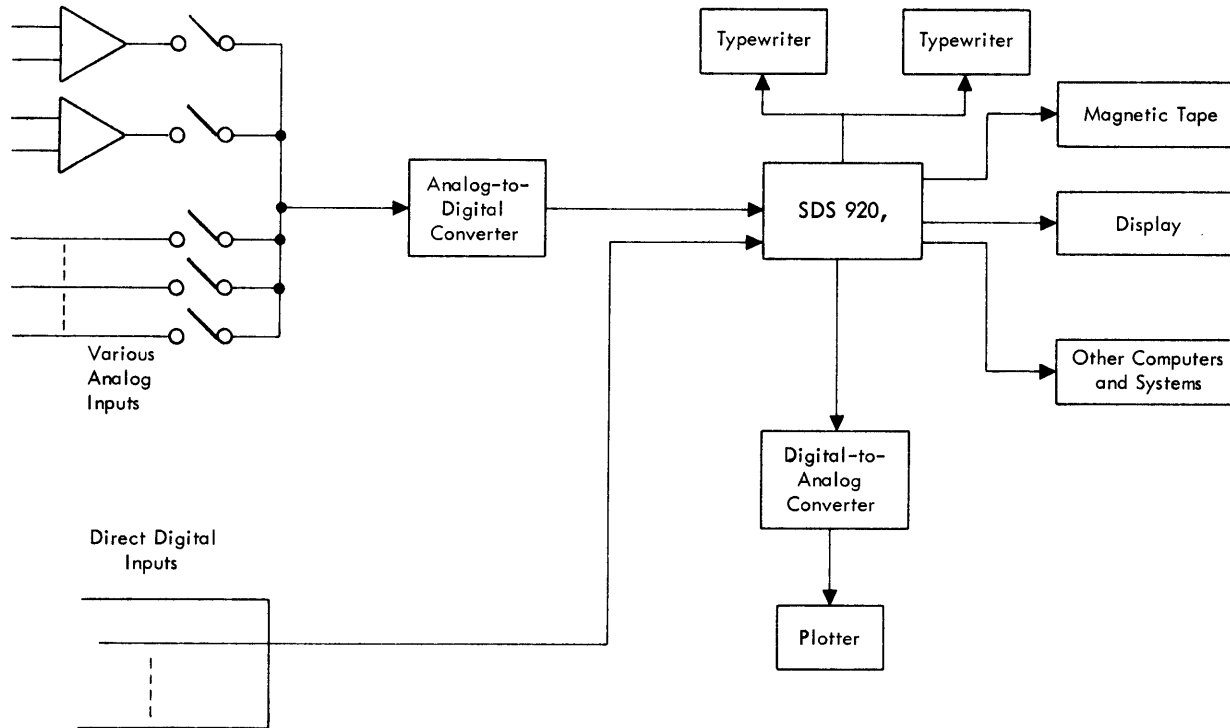 Typewriter
Typewriter
Magnetic Tape
Analog-to-
Digital
Converter
SDS 920,
Display
Various
Analog
Inputs
Other Computers
and Systems
Digital-to-
Analog
Converter
Direct Digital
Inputs
Plotter